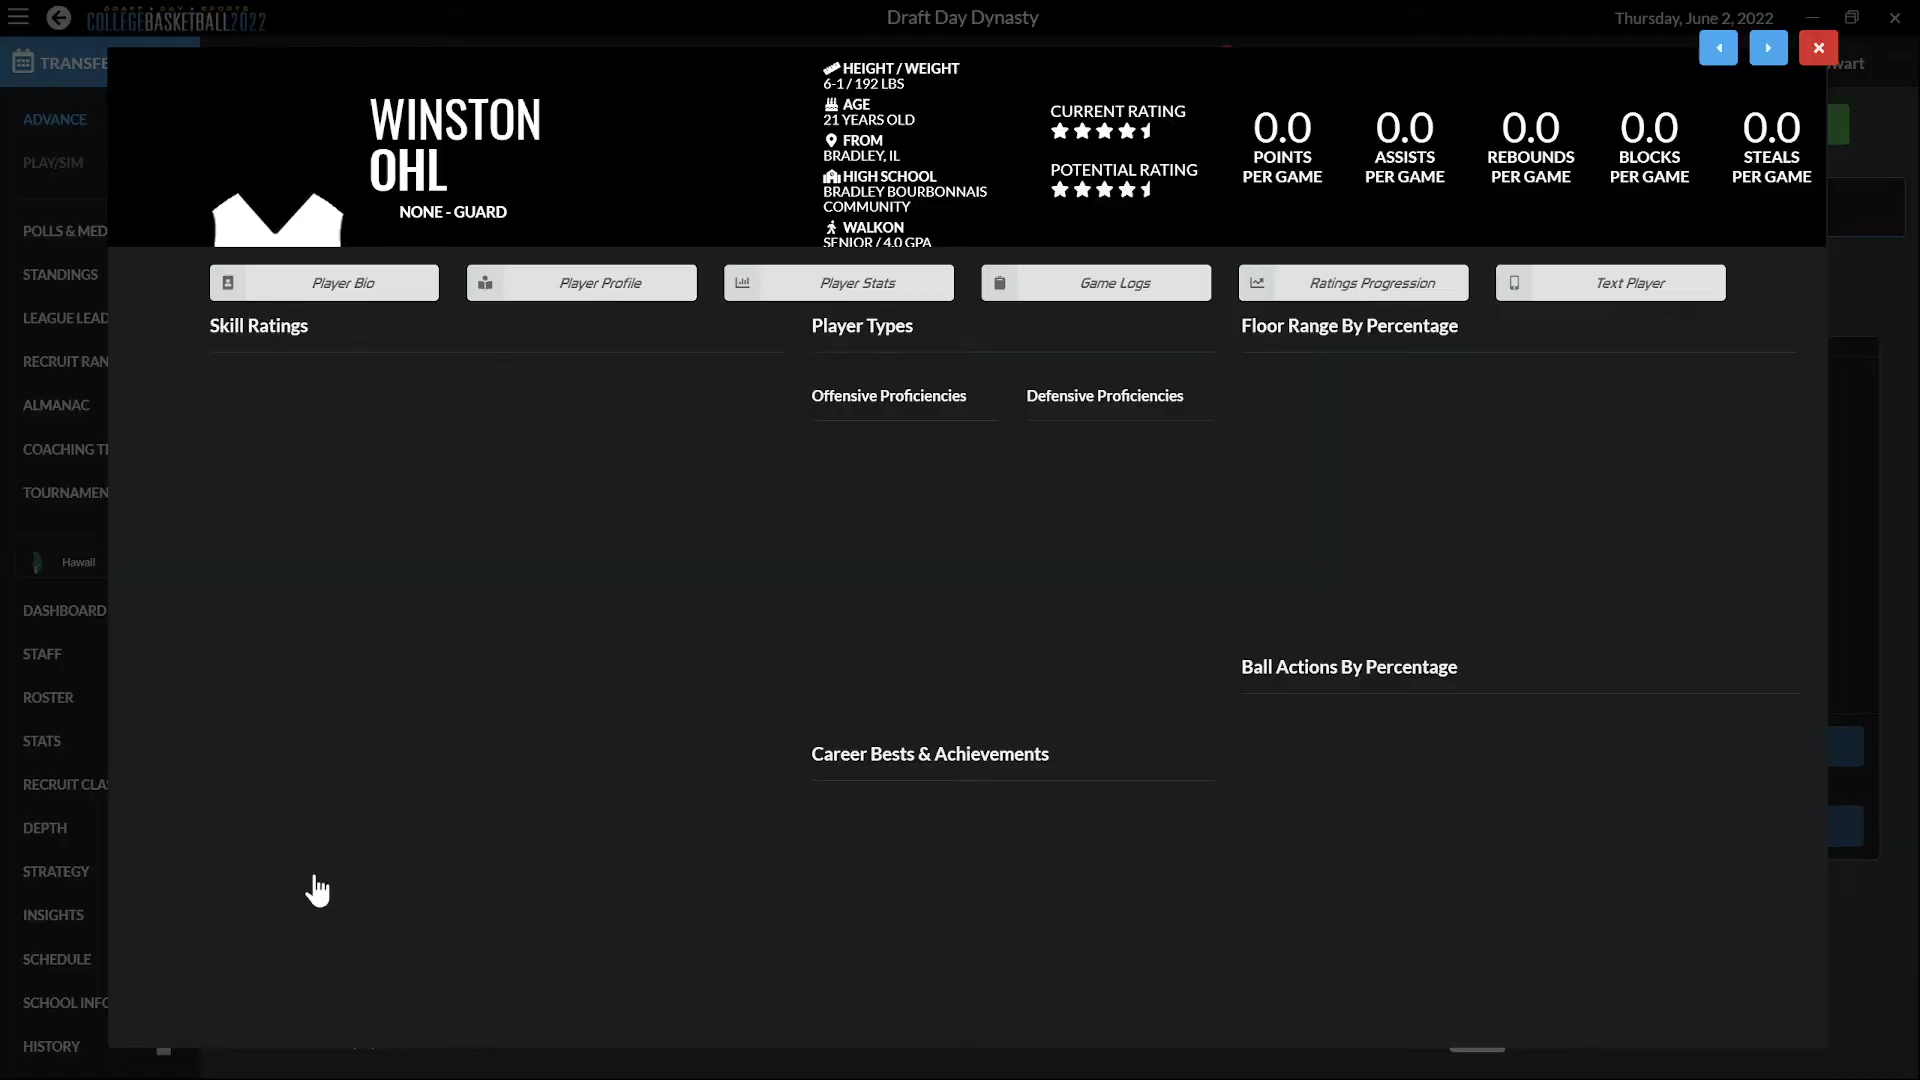 DRAFT DAY SPORTS
COLLEGEBASKETBALL2022
Draft Day Dynasty
Thursday, June 2, 2022
TRANSFE
wart
ADVANCE
PLAY/SIM
POLLS & MED
STANDINGS
LEAGUE LEAD
RECRUIT RAN
ALMANAC
COACHING TI
TOURNAMEN
Hawaii
DASHBOARD
STAFF
ROSTER
STATS
RECRUIT CLAS
DEPTH
STRATEGY
INSIGHTS
SCHEDULE
SCHOOL INFO
HISTORY
WINSTON
OHL
NONE - GUARD
HEIGHT / WEIGHT
6-1 / 192 LBS
AGE
21 YEARS OLD
FROM
BRADLEY, IL
HIGH SCHOOL
BRADLEY BOURBONNAIS
COMMUNITY
WALKON
SENIOR / 4.0 GPA
CURRENT RATING
POTENTIAL RATING
0.0
POINTS
PER GAME
0.0
ASSISTS
PER GAME
0.0
REBOUNDS
PER GAME
0.0
BLOCKS
PER GAME
0.0
STEALS
PER GAME
Player Bio
Player Profile
Player Stats
Game Logs
Ratings Progression
Text Player
Skill Ratings
Player Types
Offensive Proficiencies
Defensive Proficiencies
Career Bests & Achievements
Floor Range By Percentage
Ball Actions By Percentage